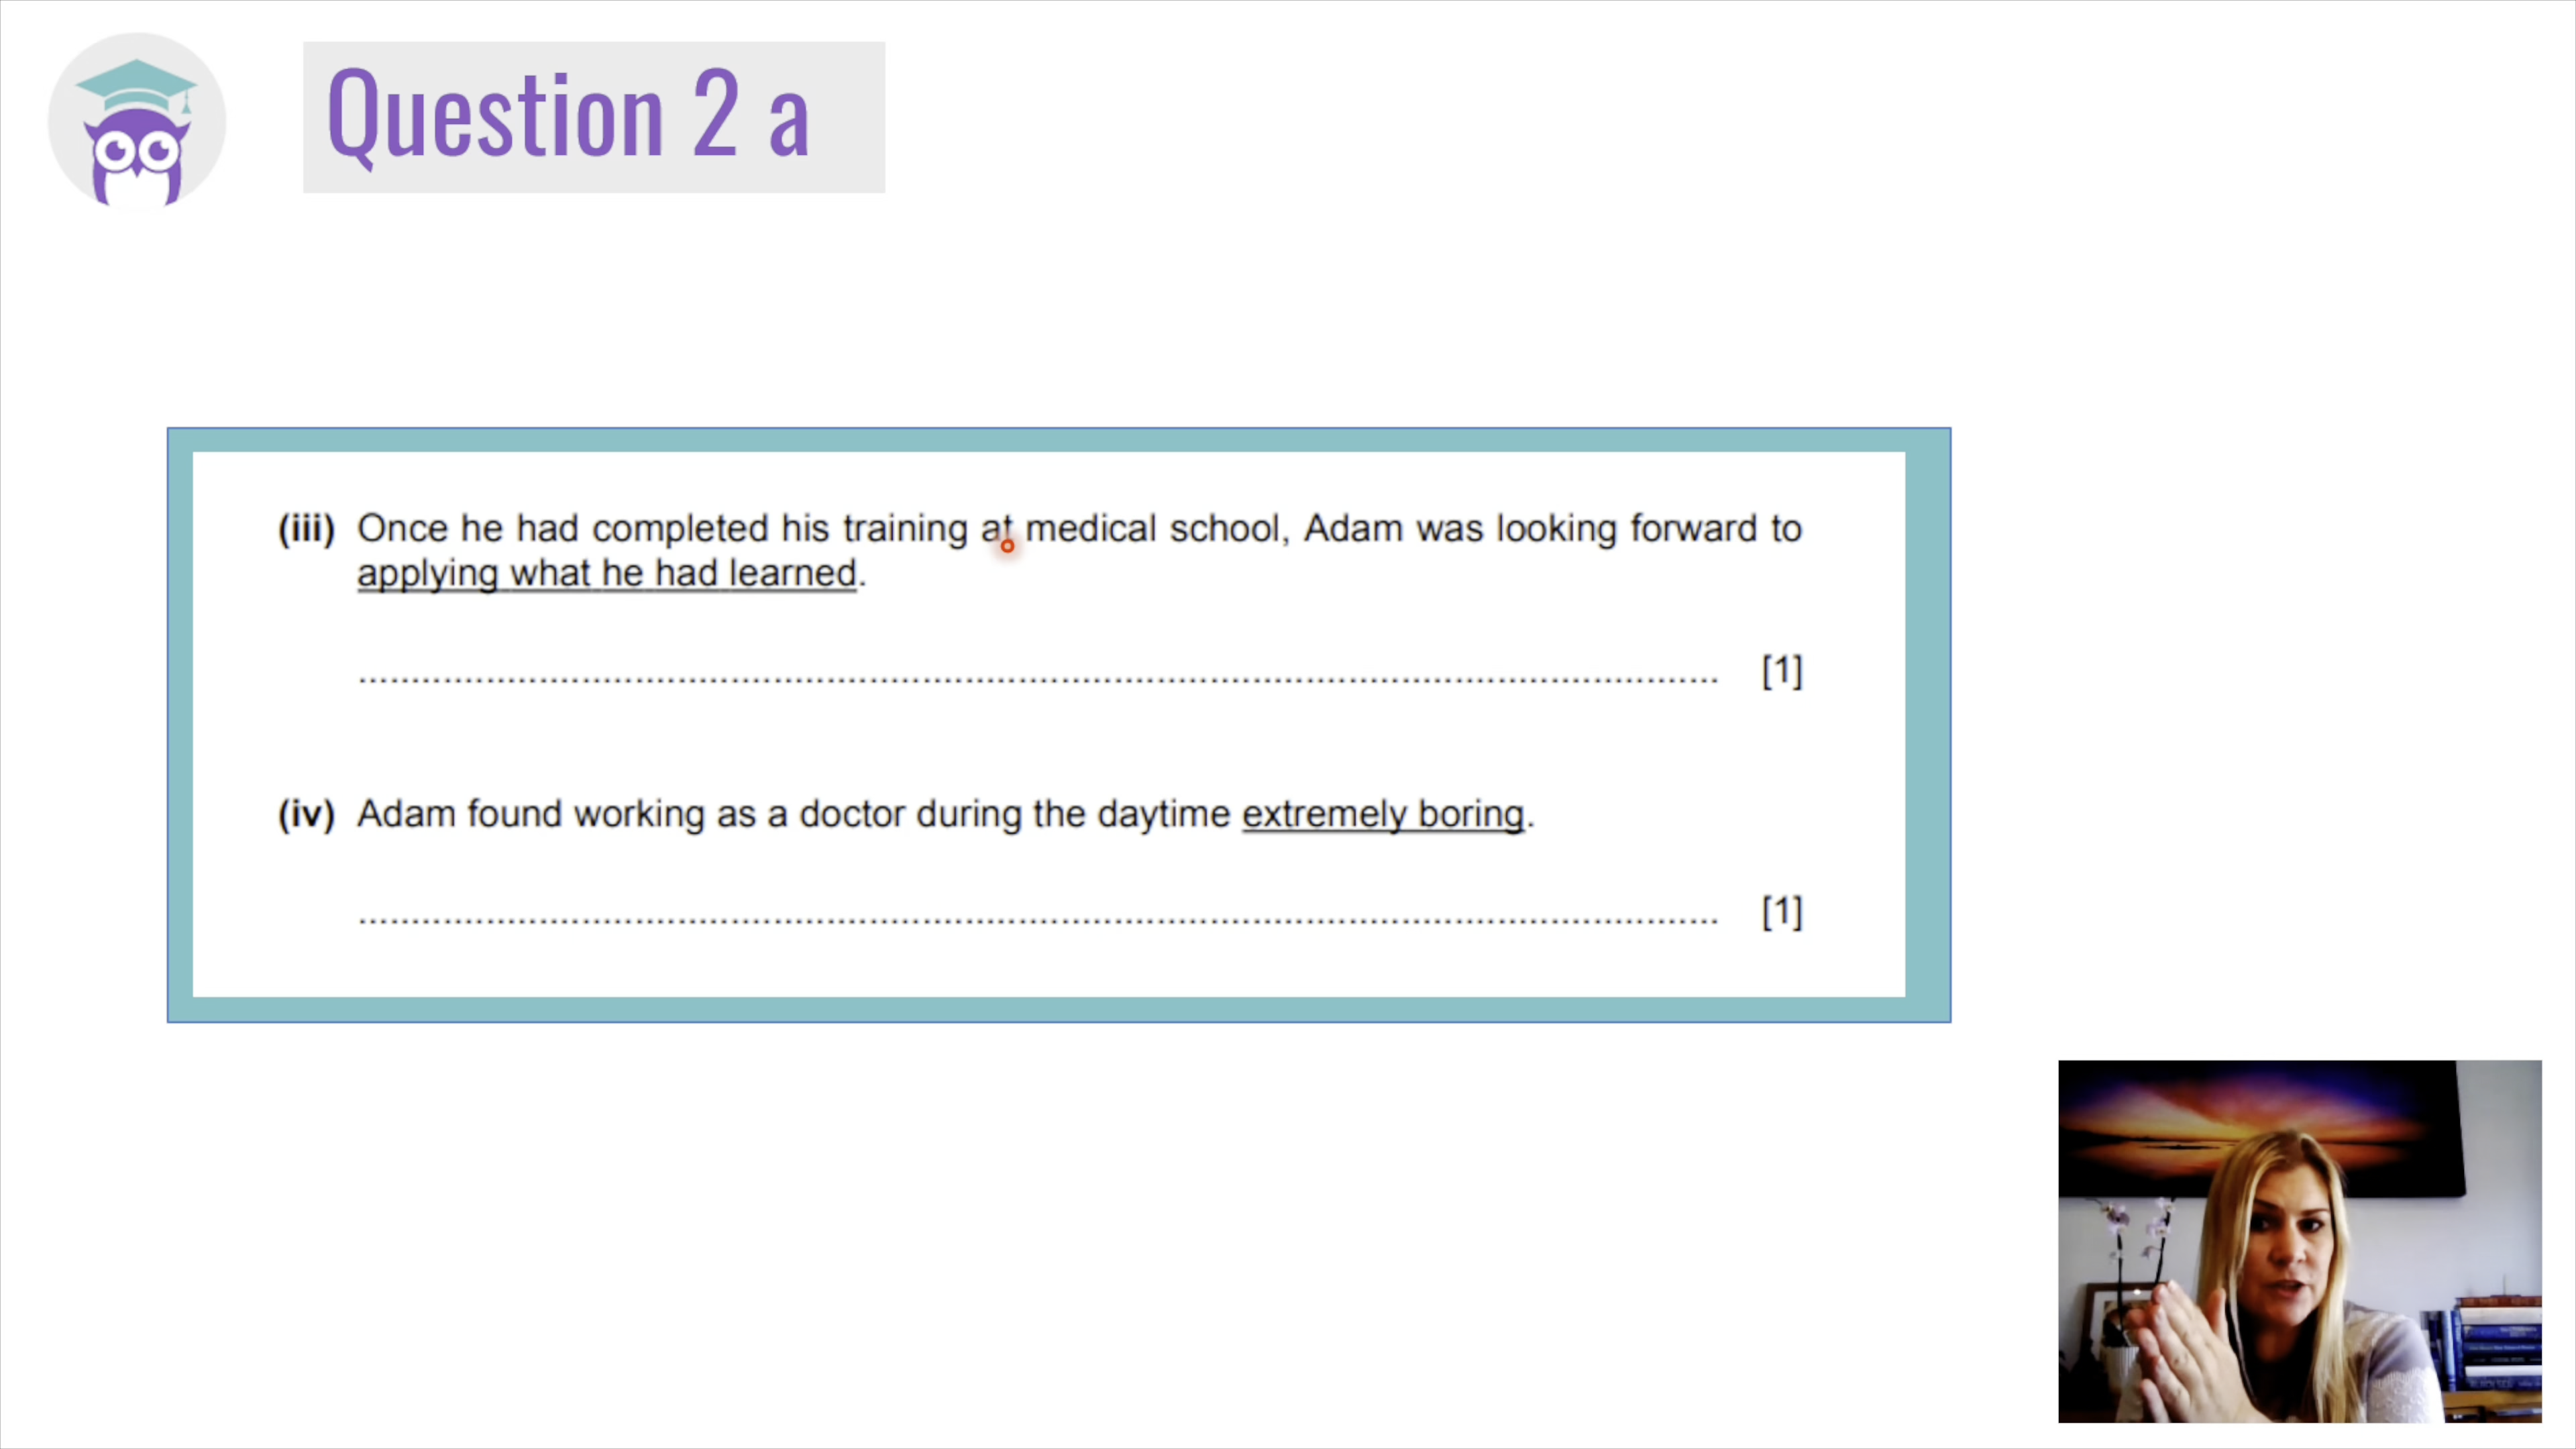 Question 2 a
(iii) Once he had completed his training at medical school, Adam was looking forward to
applying what he had learned.
........................................................................................................................ [1]
(iv) Adam found working as a doctor during the daytime extremely boring.
........................................................................................................................ [1]